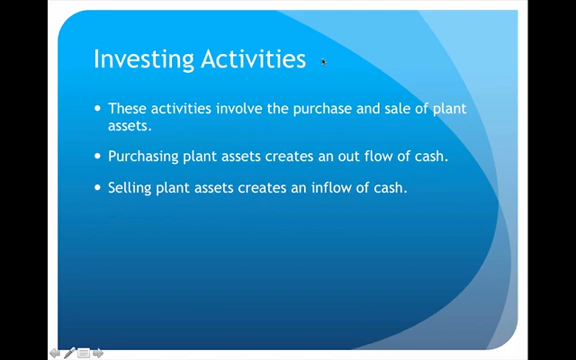 Investing Activities
• These activities involve the purchase and sale of plant
assets.
• Purchasing plant assets creates an out flow of cash.
• Selling plant assets creates an inflow of cash.